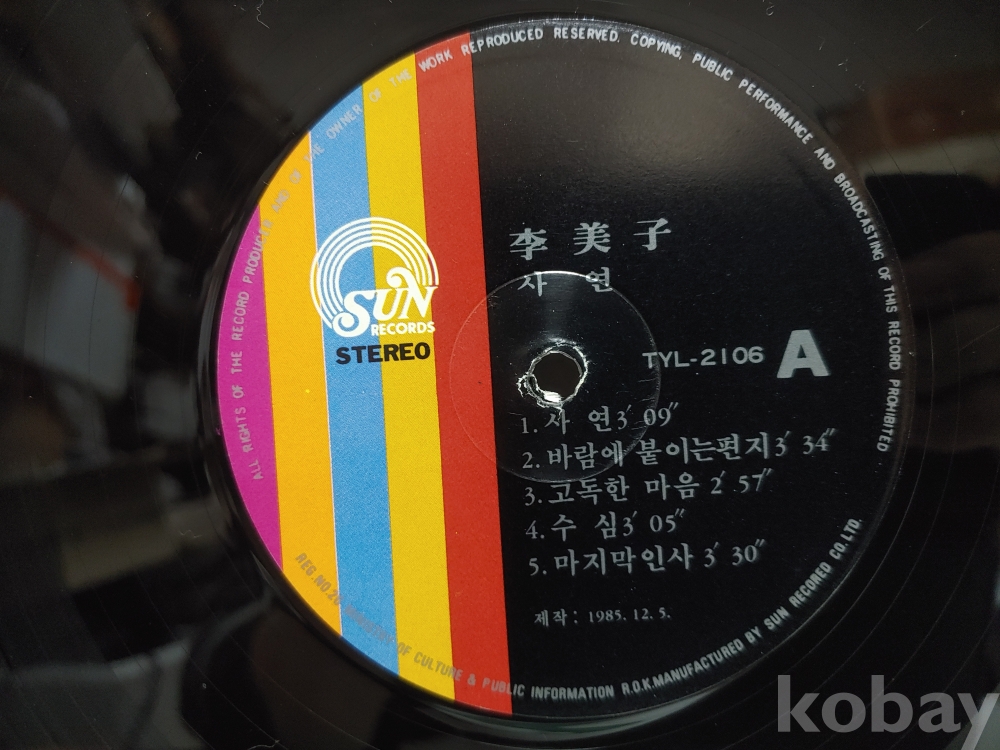 ALL RIGHTS OF THE RECORD PRODUCER AND OF THE OWNER OF THE WORK REPRODUCED RESERVED. COPYING, PUBLIC PERFORMANCE AND BROADCASTING OF THIS RECORD PROHIBITED
李美子
사연
SUN
RECORDS
STEREO
TYL-2106 A
1. 사 연 3′ 09″
2. 바람에 붙이는편지 3′ 34″
3. 고독한 마음 2′ 57″
4. 수 심 3′ 05″
5. 마지막인사 3′ 30″
제작 : 1985. 12. 5.
REG.NO. MINISTRY OF CULTURE & PUBLIC INFORMATION R.O.K. MANUFACTURED BY SUN RECORED CO.LTD.
kobay